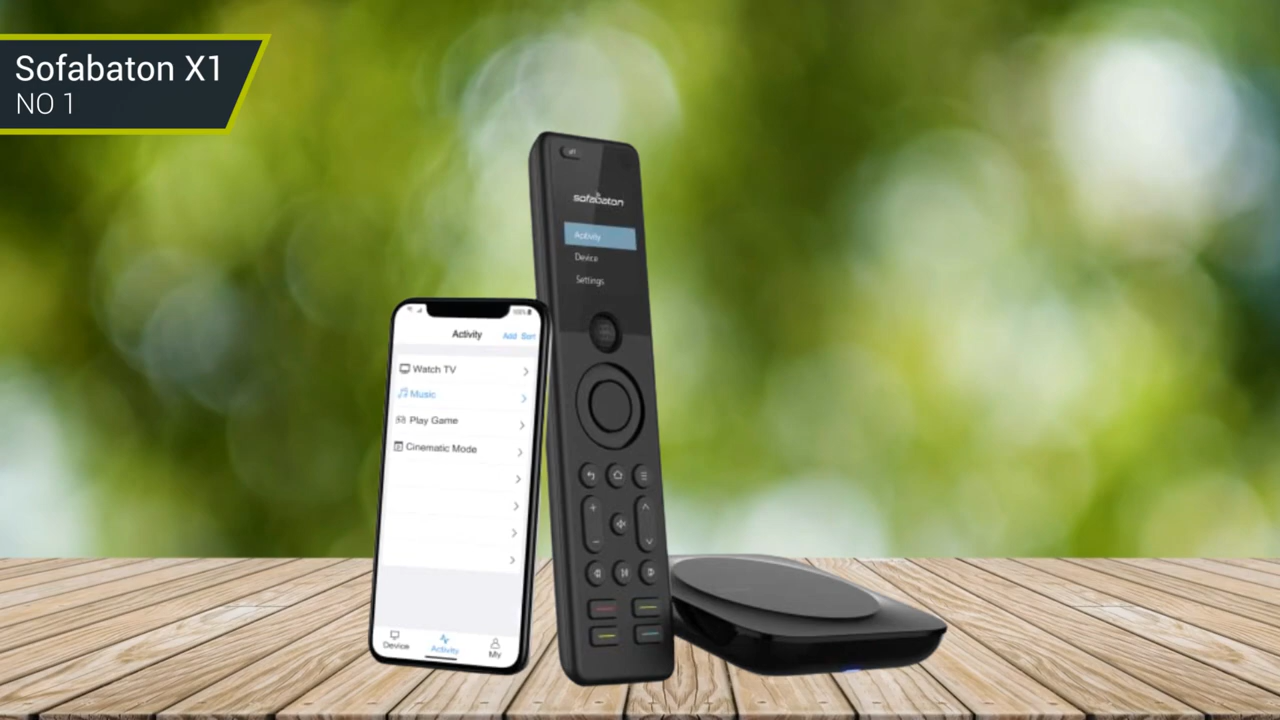 Sofabaton X1
NO 1
sofabaton
Activity
Device
Settings
100%
Activity
Add Sort
Watch TV
Music
Play Game
Cinematic Mode
Device
Activity
My